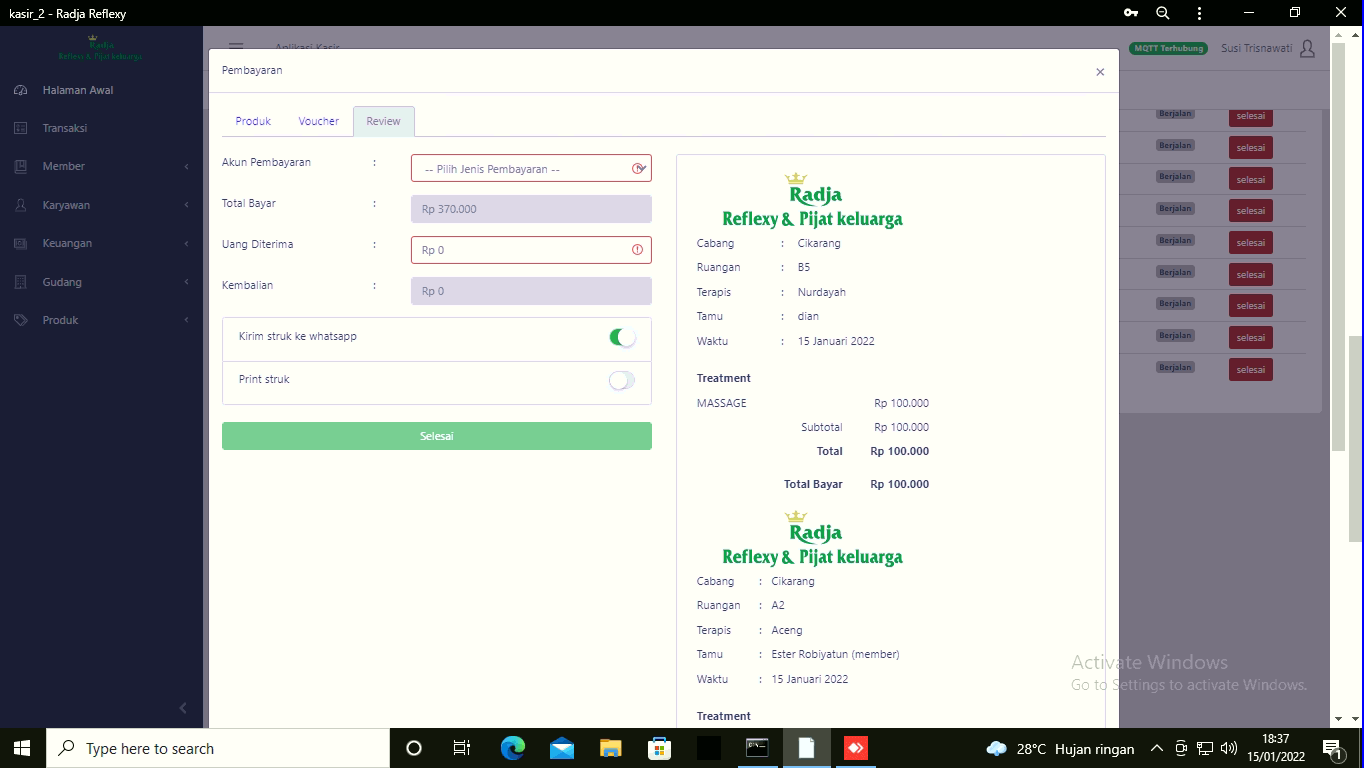 kasir_2 - Radja Reflexy
Radja
Reflexy & Pijat keluarga
Aplikasi Kasir
MQTT Terhubung
Susi Trisnawati
Halaman Awal
Transaksi
Member
Karyawan
Keuangan
Gudang
Produk
Pembayaran
×
Produk Voucher Review
Akun Pembayaran : -- Pilih Jenis Pembayaran --
Total Bayar : Rp 370.000
Uang Diterima : Rp 0
Kembalian : Rp 0
Kirim struk ke whatsapp
Print struk
Selesai
Radja
Reflexy & Pijat keluarga
Cabang : Cikarang
Ruangan : B5
Terapis : Nurdayah
Tamu : dian
Waktu : 15 Januari 2022
Treatment
MASSAGE Rp 100.000
Subtotal Rp 100.000
Total Rp 100.000
Total Bayar Rp 100.000
Radja
Reflexy & Pijat keluarga
Cabang : Cikarang
Ruangan : A2
Terapis : Aceng
Tamu : Ester Robiyatun (member)
Waktu : 15 Januari 2022
Treatment
Berjalan selesai
Berjalan selesai
Berjalan selesai
Berjalan selesai
Berjalan selesai
Berjalan selesai
Berjalan selesai
Berjalan selesai
Berjalan selesai
Activate Windows
Go to Settings to activate Windows.
Type here to search
28°C Hujan ringan
18:37
15/01/2022
1